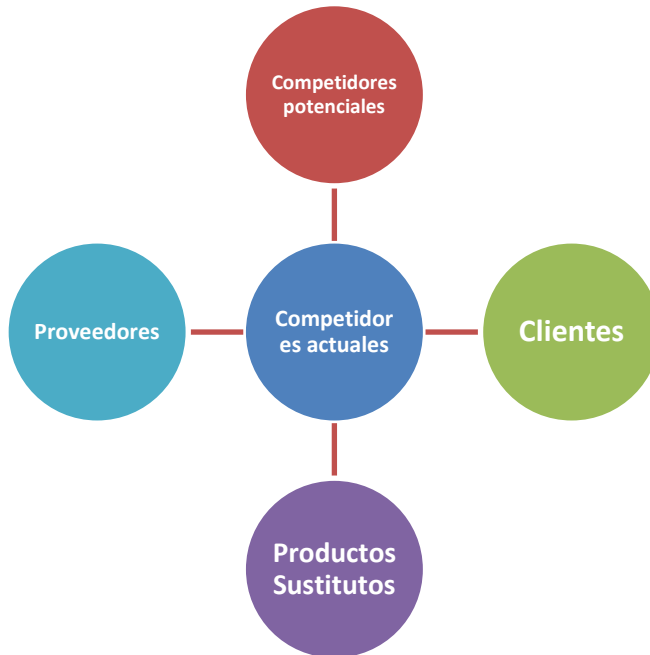 Competidores
potenciales
Proveedores
Competidor
es actuales
Clientes
Productos
Sustitutos